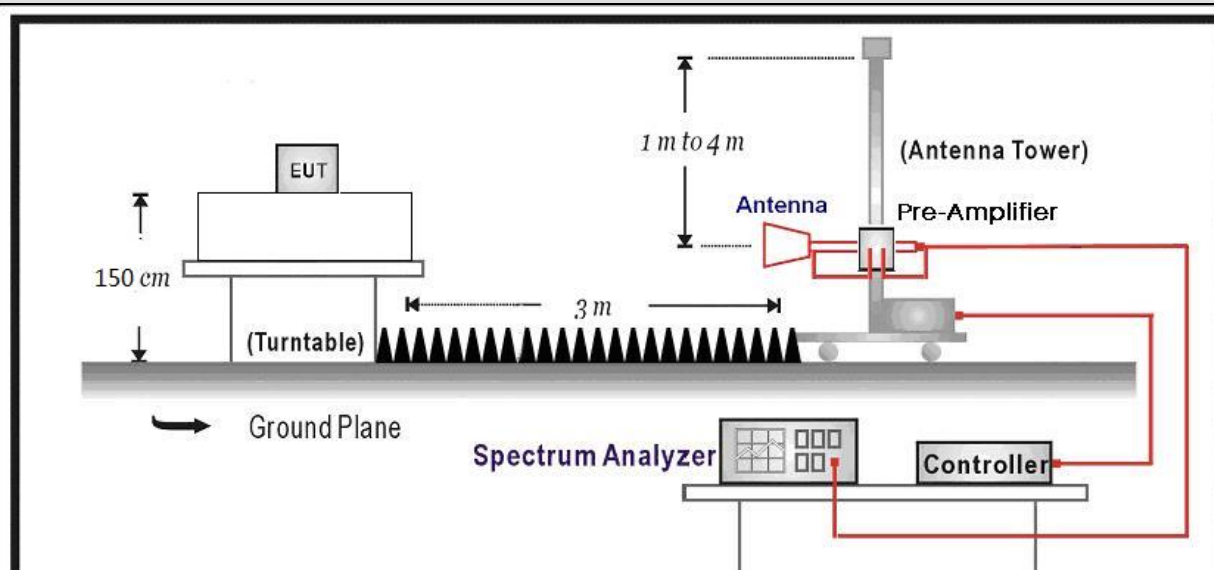 1 m to 4 m
(Antenna Tower)
EUT
Antenna
Pre-Amplifier
150 cm
3 m
(Turntable)
Ground Plane
Spectrum Analyzer
Controller